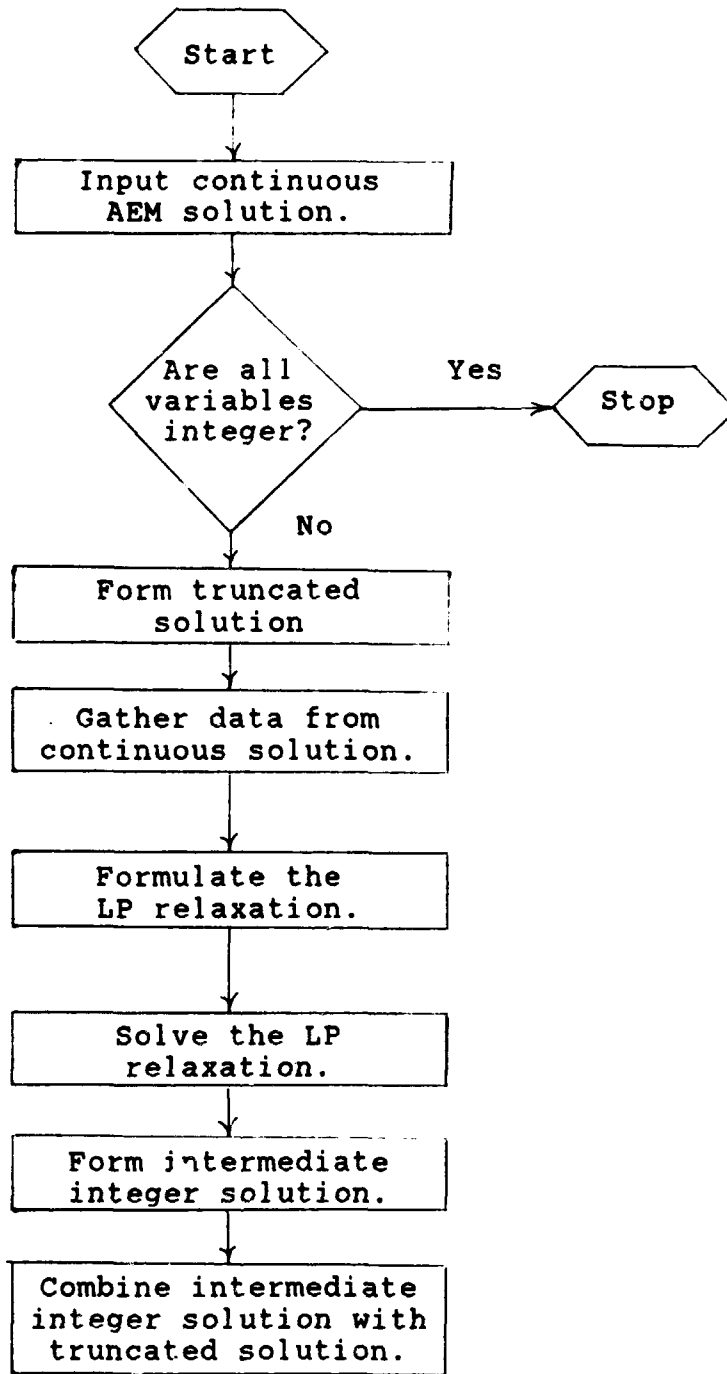 Start
Input continuous
AEM solution.
Are all
variables
integer?
Yes
Stop
No
Form truncated
solution
Gather data from
continuous solution.
Formulate the
LP relaxation.
Solve the LP
relaxation.
Form intermediate
integer solution.
Combine intermediate
integer solution with
truncated solution.